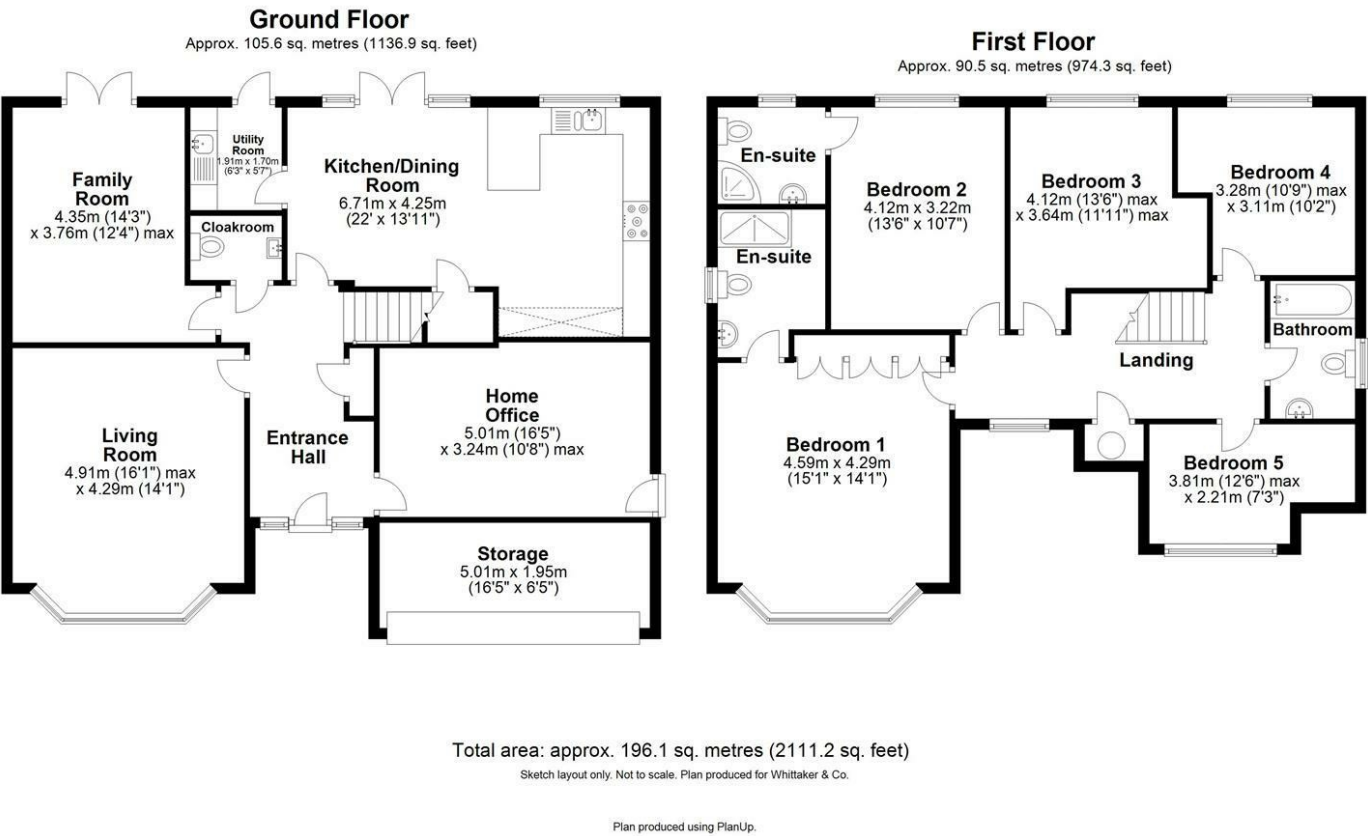 Ground Floor
Approx. 105.6 sq. metres (1136.9 sq. feet)
Family
Room
4.35m (14'3")
x 3.76m (12'4") max
Utility
Room
1.91m x 1.70m
(6'3" x 5'7")
Cloakroom
Kitchen/Dining
Room
6.71m x 4.25m
(22' x 13'11")
Living
Room
4.91m (16'1") max
x 4.29m (14'1")
Entrance
Hall
Home
Office
5.01m (16'5")
x 3.24m (10'8") max
Storage
5.01m x 1.95m
(16'5" x 6'5")
First Floor
Approx. 90.5 sq. metres (974.3 sq. feet)
En-suite
En-suite
Bedroom 2
4.12m x 3.22m
(13'6" x 10'7")
Bedroom 3
4.12m (13'6") max
x 3.64m (11'11") max
Bedroom 4
3.28m (10'9") max
x 3.11m (10'2")
Bathroom
Landing
Bedroom 1
4.59m x 4.29m
(15'1" x 14'1")
Bedroom 5
3.81m (12'6") max
x 2.21m (7'3")
Total area: approx. 196.1 sq. metres (2111.2 sq. feet)
Sketch layout only. Not to scale. Plan produced for Whittaker & Co.
Plan produced using PlanUp.